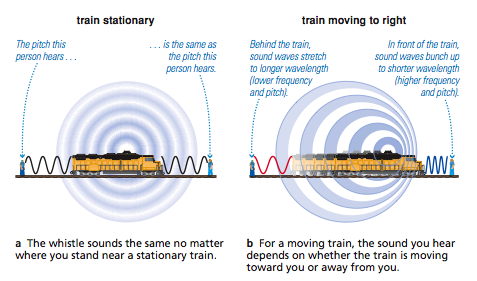 train stationary
The pitch this
person hears . . .
. . . is the same as
the pitch this
person hears.
a The whistle sounds the same no matter
where you stand near a stationary train.
train moving to right
Behind the train,
sound waves stretch
to longer wavelength
(lower frequency
and pitch).
In front of the train,
sound waves bunch up
to shorter wavelength
(higher frequency
and pitch).
b For a moving train, the sound you hear
depends on whether the train is moving
toward you or away from you.